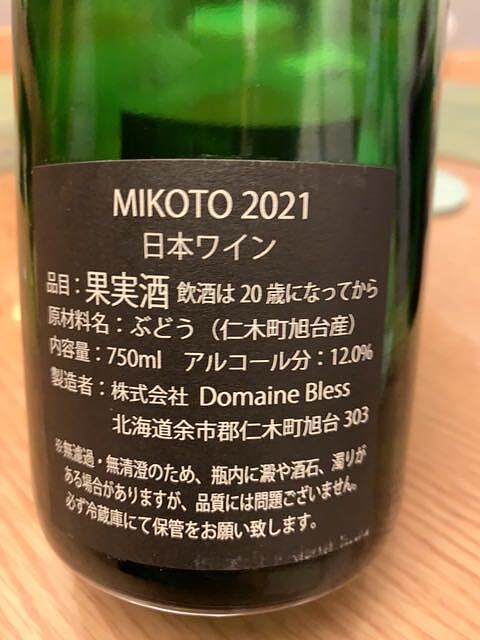 MIKOTO 2021
日本ワイン
品目：果実酒 飲酒は 20 歳になってから
原材料名：ぶどう（仁木町旭台産）
内容量：750ml　アルコール分：12.0%
製造者：株式会社 Domaine Bless
北海道余市郡仁木町旭台 303
※無濾過・無清澄のため、瓶内に澱や酒石、濁りが
ある場合がありますが、品質には問題ございません。
必ず冷蔵庫にて保管をお願い致します。